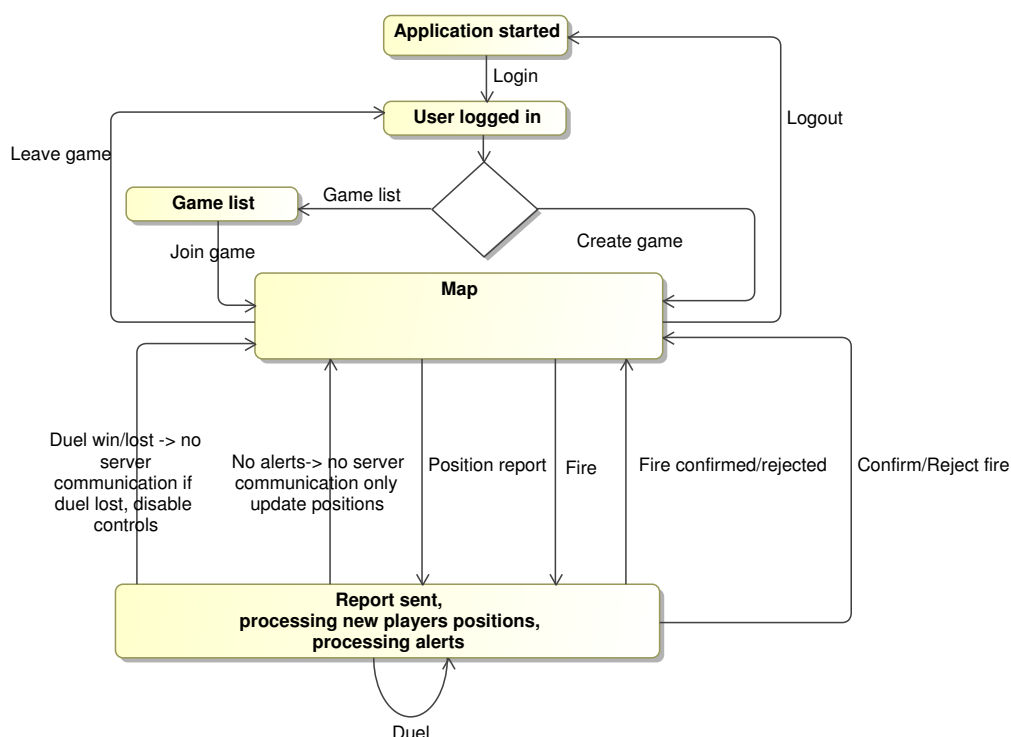 Application started
Login
User logged in
Logout
Leave game
Game list
Game list
Create game
Join game
Map
Duel win/lost -> no
server
communication if
duel lost, disable
controls
No alerts-> no server
communication only
update positions
Position report
Fire
Fire confirmed/rejected
Confirm/Reject fire
Report sent,
processing new players positions,
processing alerts
Duel